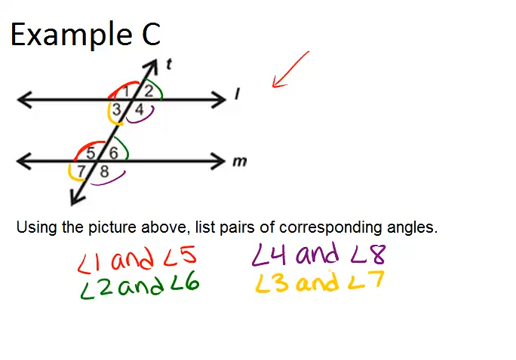 Example C
t
1 2
l
3 4
5 6
m
7 8
Using the picture above, list pairs of corresponding angles.
∠1 and ∠5
∠4 and ∠8
∠2 and ∠6
∠3 and ∠7